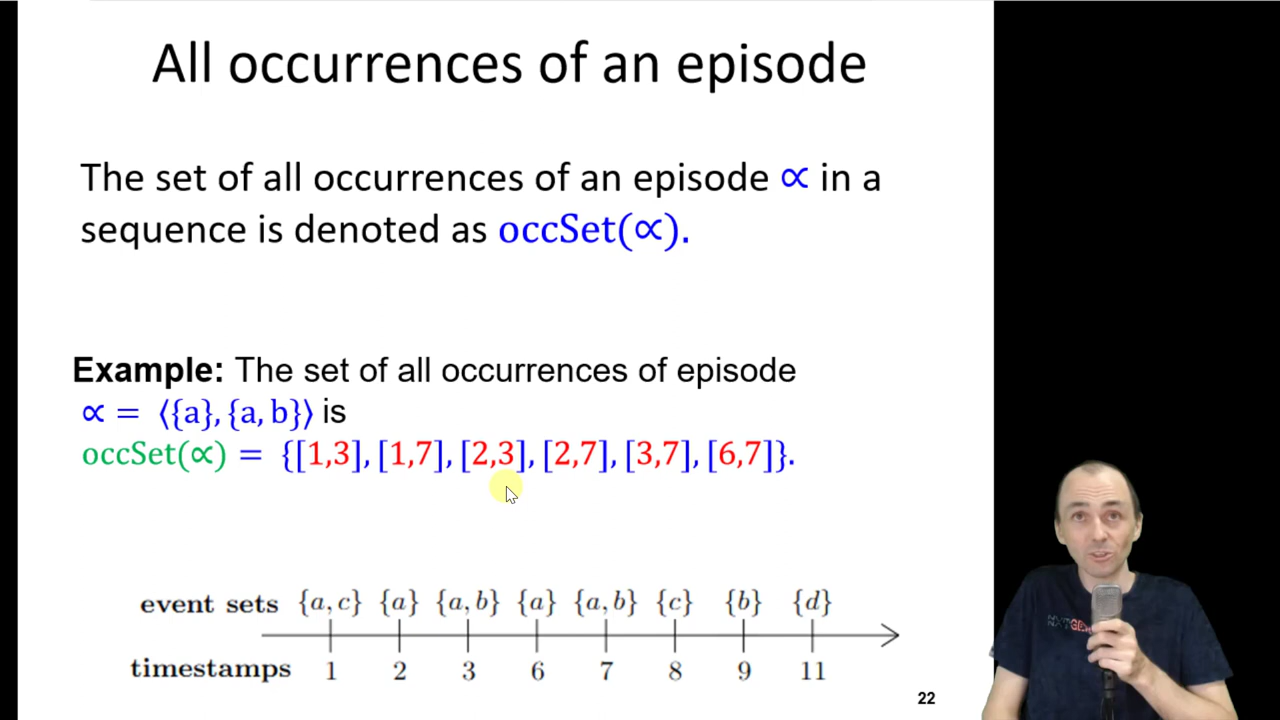 All occurrences of an episode
The set of all occurrences of an episode ∝ in a
sequence is denoted as occSet(∝).
Example: The set of all occurrences of episode
∝ = ⟨{a}, {a, b}⟩ is
occSet(∝) = {[1,3], [1,7], [2,3], [2,7], [3,7], [6,7]}.
event sets {a, c} {a} {a, b} {a} {a, b} {c} {b} {d}
timestamps 1 2 3 6 7 8 9 11
22